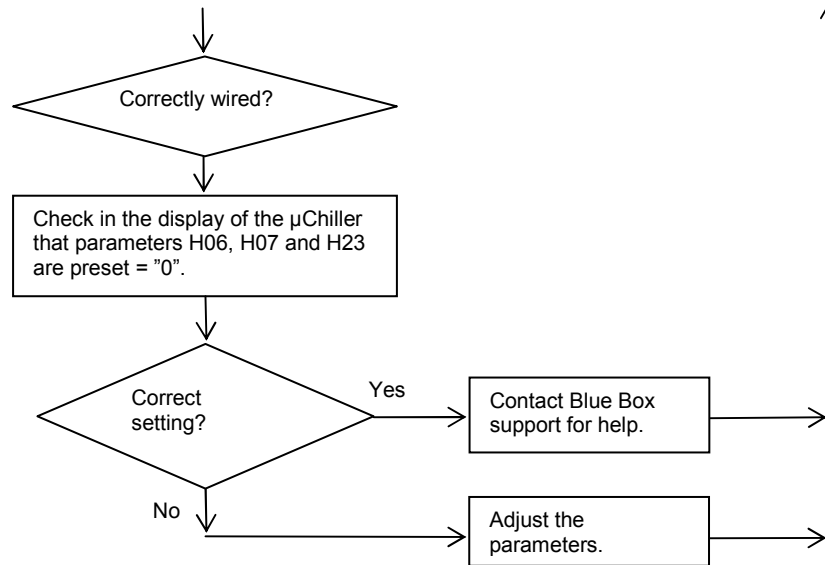 Correctly wired?
Check in the display of the µChiller
that parameters H06, H07 and H23
are preset = ”0”.
Correct
setting?
Yes
Contact Blue Box
support for help.
No
Adjust the
parameters.